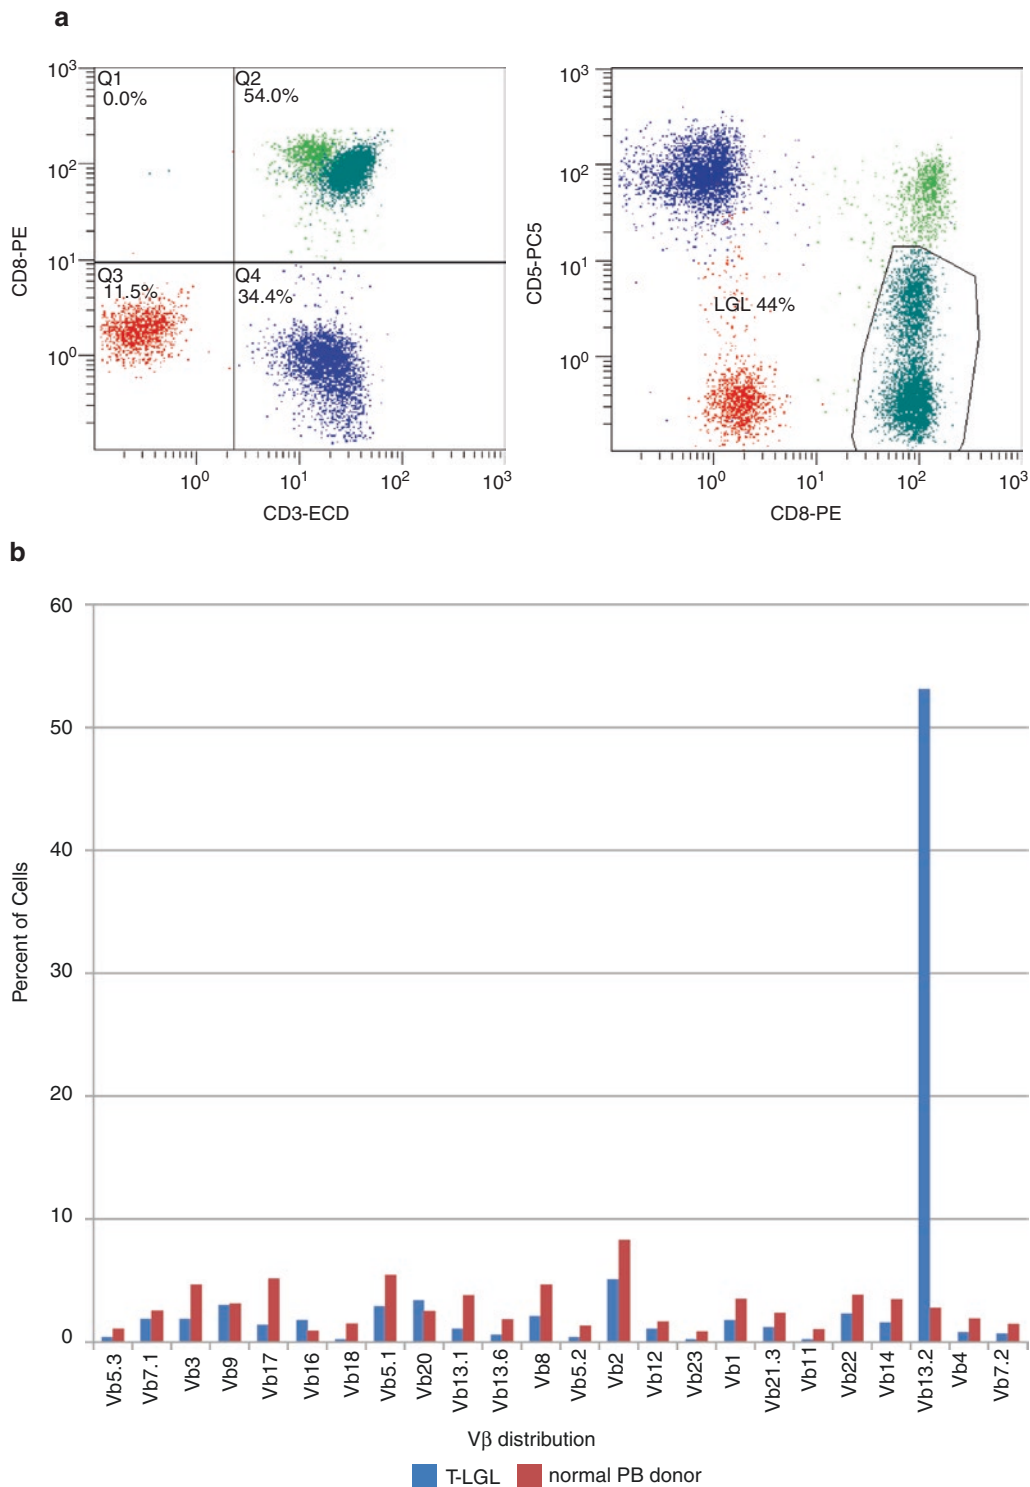 a
10³
10²
10¹
10⁰
CD8-PE
Q1
0.0%
Q2
54.0%
Q3
11.5%
Q4
34.4%
10⁰ 10¹ 10² 10³
CD3-ECD
10³
10²
10¹
10⁰
CD5-PC5
LGL 44%
10⁰ 10¹ 10² 10³
CD8-PE
b
60
50
40
30
20
10
0
Percent of Cells
Vb5.3
Vb7.1
Vb3
Vb9
Vb17
Vb16
Vb18
Vb5.1
Vb20
Vb13.1
Vb13.6
Vb8
Vb5.2
Vb2
Vb12
Vb23
Vb1
Vb21.3
Vb11
Vb22
Vb14
Vb13.2
Vb4
Vb7.2
Vβ distribution
T-LGL normal PB donor